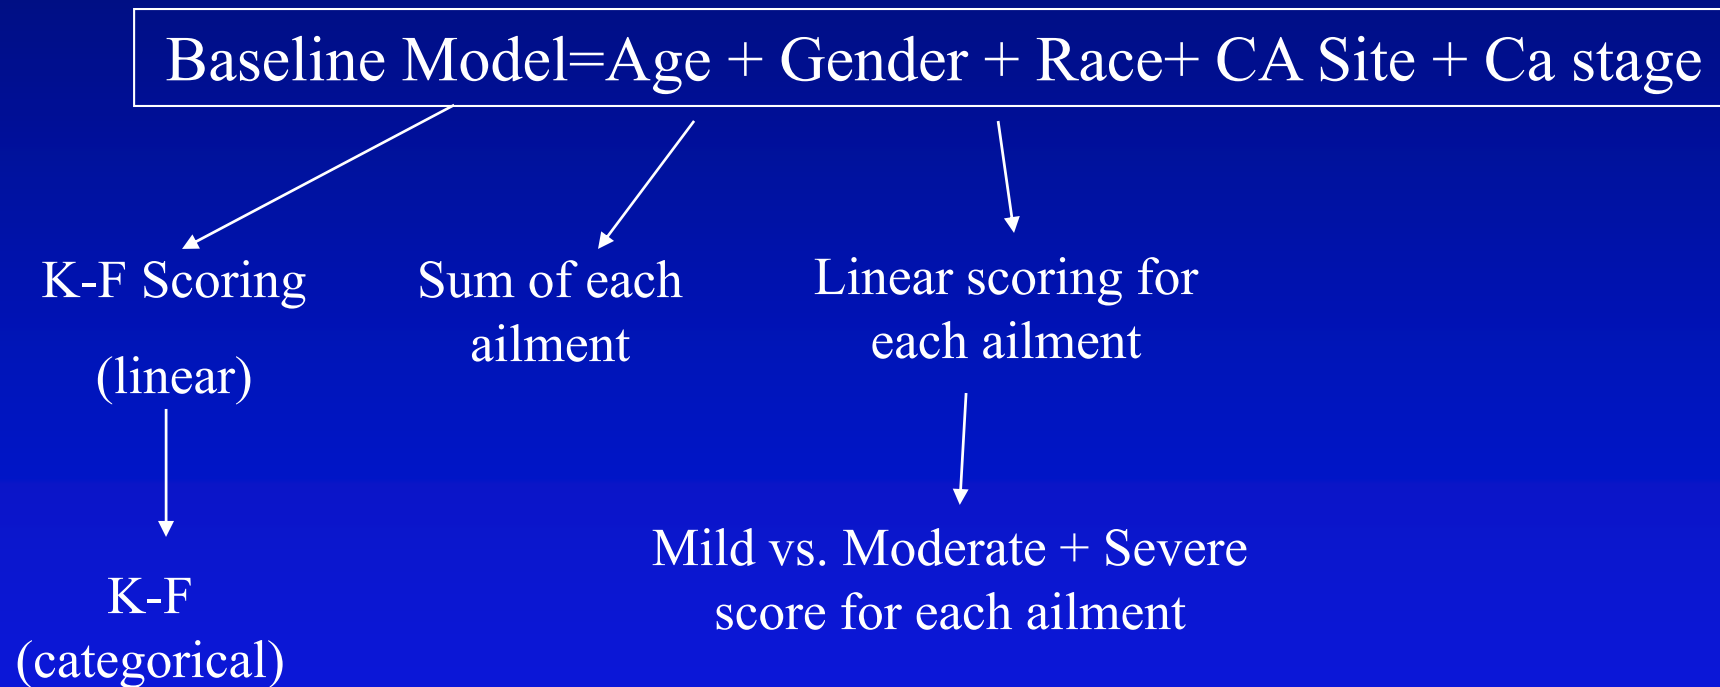 Baseline Model=Age + Gender + Race+ CA Site + Ca stage
K-F Scoring
(linear)
Sum of each
ailment
Linear scoring for
each ailment
K-F
(categorical)
Mild vs. Moderate + Severe
score for each ailment